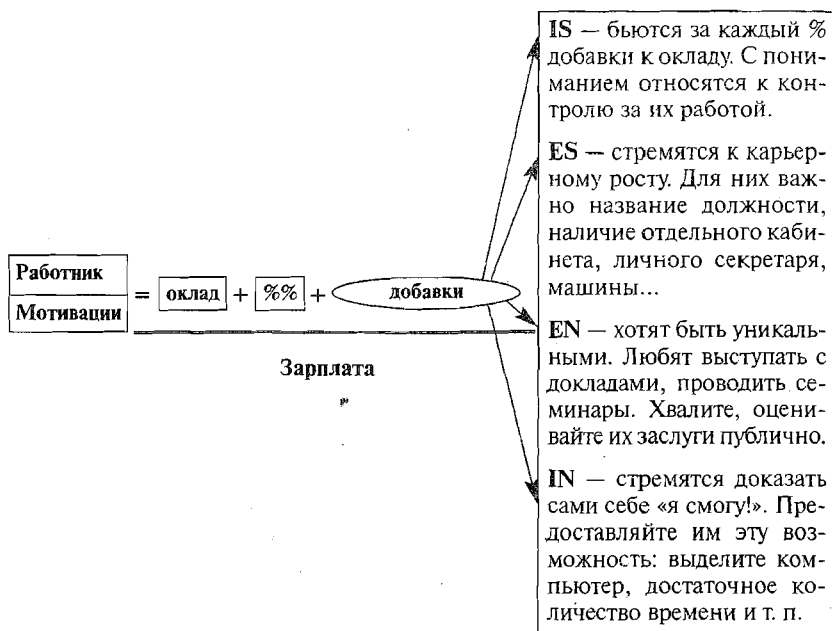 IS — бьются за каждый %
добавки к окладу. С пони-
манием относятся к кон-
тролю за их работой.
ES — стремятся к карьер-
ному росту. Для них важ-
но название должности,
наличие отдельного каби-
нета, личного секретаря,
машины...
Работник
Мотивации
= оклад + %% + добавки
Зарплата
EN — хотят быть уникаль-
ными. Любят выступать с
докладами, проводить се-
минары. Хвалите, оцени-
вайте их заслуги публично.
IN — стремятся доказать
сами себе «я смогу!». Пре-
доставляйте им эту воз-
можность: выделите ком-
пьютер, достаточное ко-
личество времени и т. п.